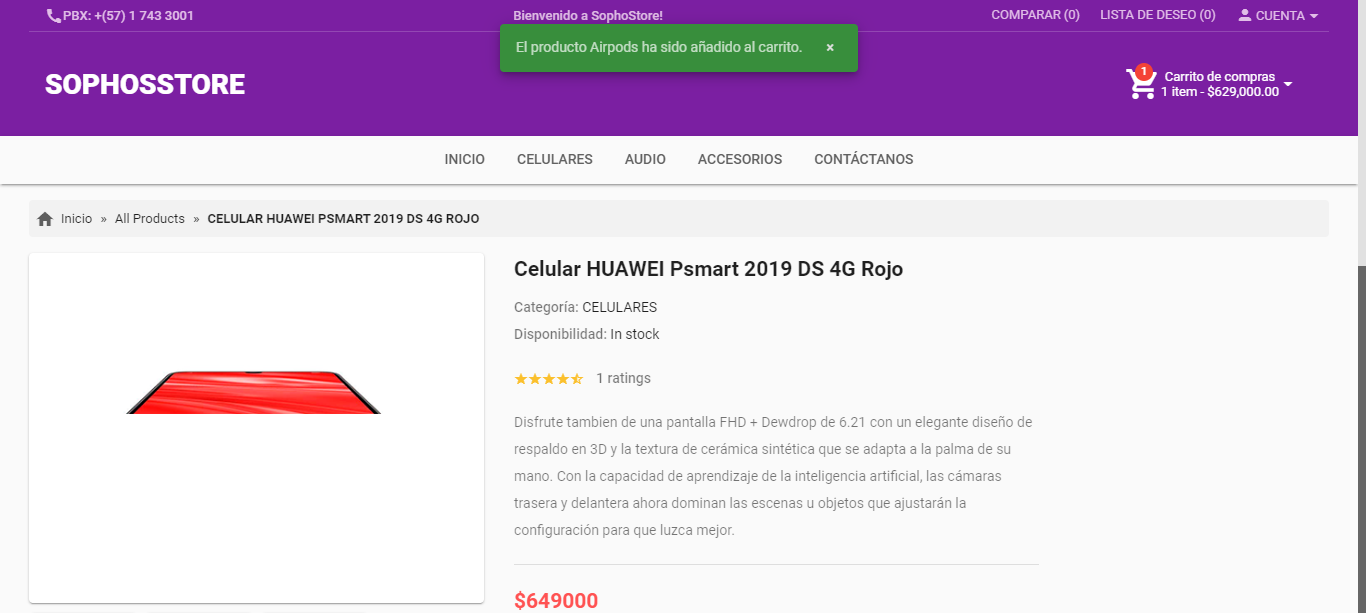 PBX: +(57) 1 743 3001
Bienvenido a SophoStore!
COMPARAR (0)
LISTA DE DESEO (0)
CUENTA
El producto Airpods ha sido añadido al carrito. ×
SOPHOSSTORE
1
Carrito de compras
1 item - $629,000.00
INICIO
CELULARES
AUDIO
ACCESORIOS
CONTÁCTANOS
Inicio » All Products » CELULAR HUAWEI PSMART 2019 DS 4G ROJO
Celular HUAWEI Psmart 2019 DS 4G Rojo
Categoría: CELULARES
Disponibilidad: In stock
1 ratings
Disfrute tambien de una pantalla FHD + Dewdrop de 6.21 con un elegante diseño de
respaldo en 3D y la textura de cerámica sintética que se adapta a la palma de su
mano. Con la capacidad de aprendizaje de la inteligencia artificial, las cámaras
trasera y delantera ahora dominan las escenas u objetos que ajustarán la
configuración para que luzca mejor.
$649000